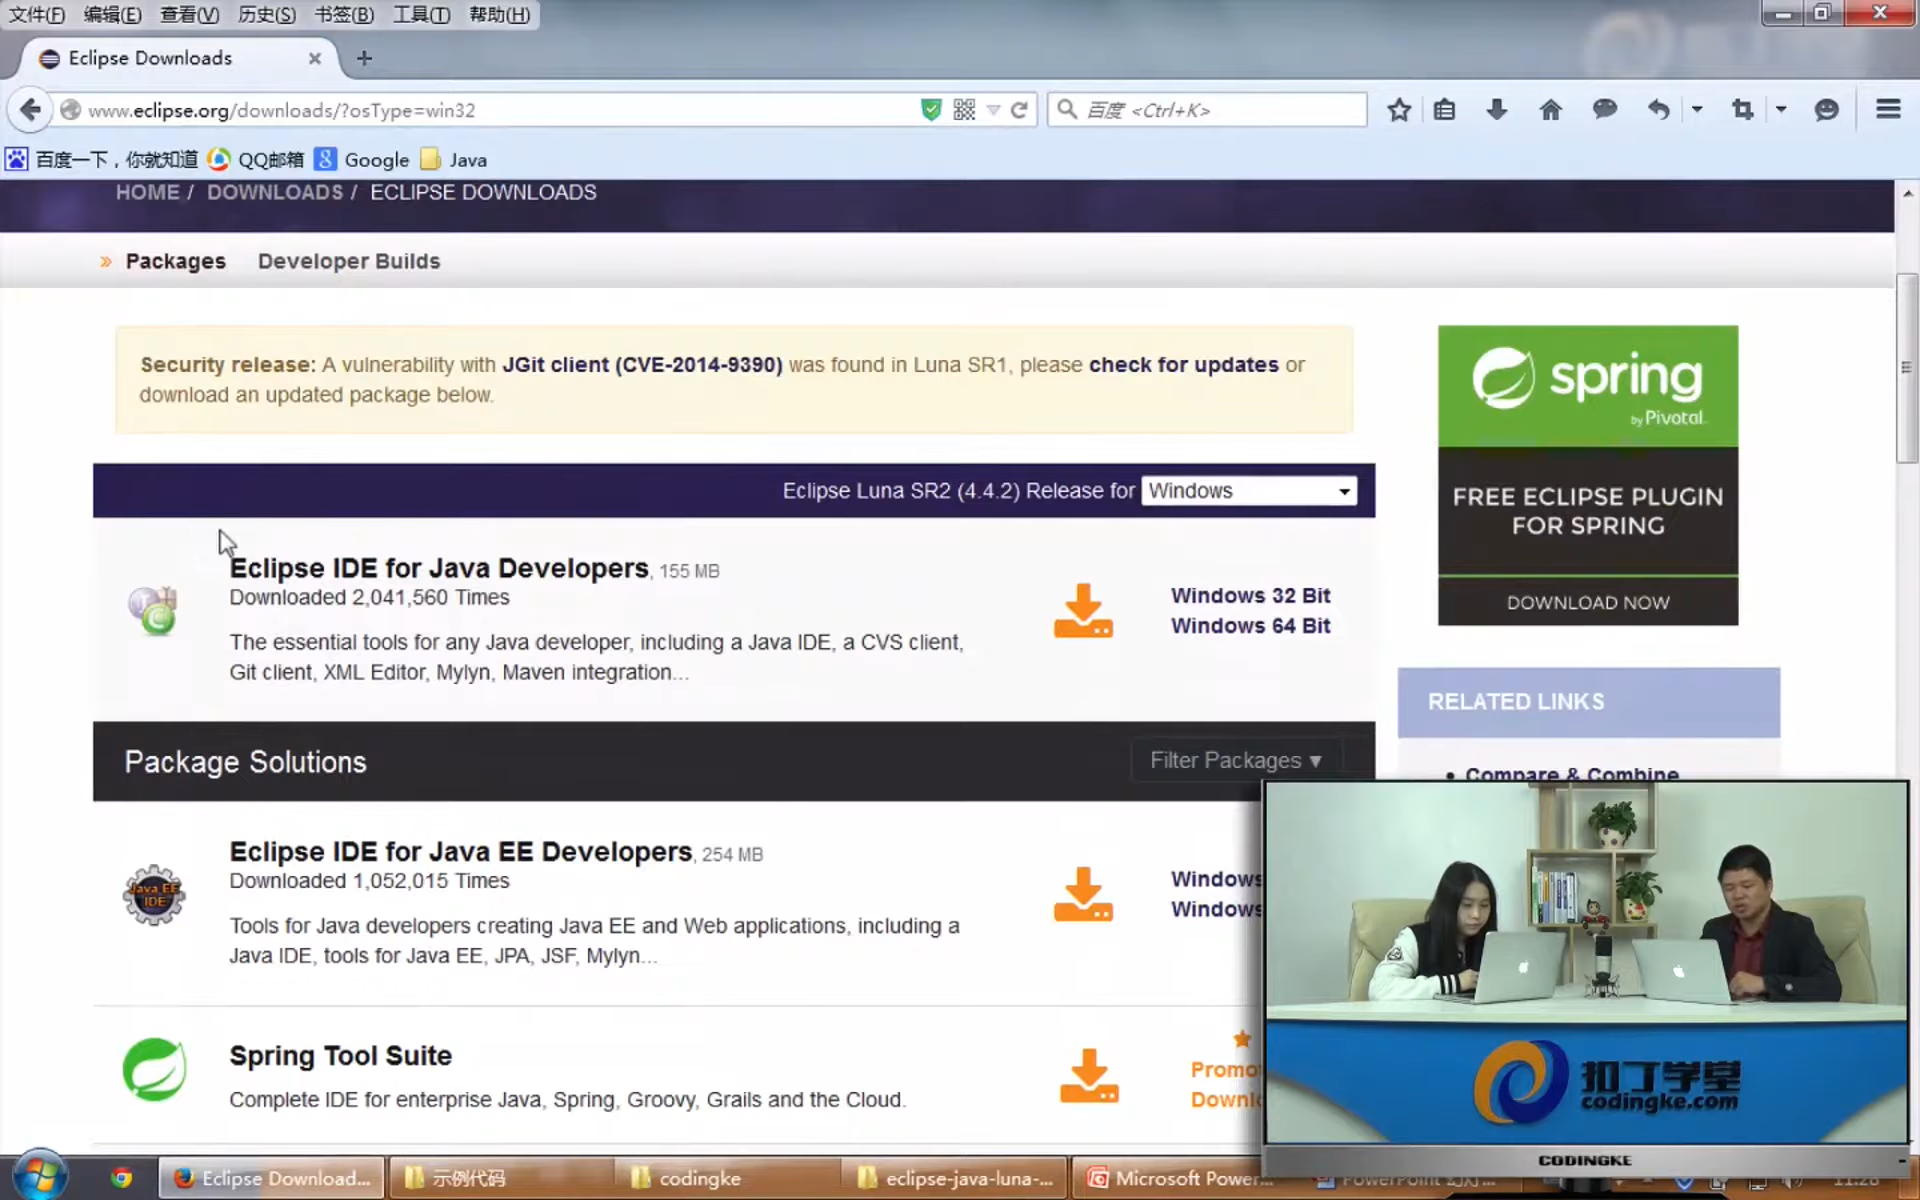 文件(F) 编辑(E) 查看(V) 历史(S) 书签(B) 工具(T) 帮助(H)
Eclipse Downloads
www.eclipse.org/downloads/?osType=win32
百度 <Ctrl+K>
百度一下，你就知道 QQ邮箱 Google Java
HOME / DOWNLOADS / ECLIPSE DOWNLOADS
» Packages Developer Builds
Security release: A vulnerability with JGit client (CVE-2014-9390) was found in Luna SR1, please check for updates or
download an updated package below.
spring
by Pivotal
FREE ECLIPSE PLUGIN
FOR SPRING
DOWNLOAD NOW
Eclipse Luna SR2 (4.4.2) Release for Windows
Eclipse IDE for Java Developers, 155 MB
Downloaded 2,041,560 Times
The essential tools for any Java developer, including a Java IDE, a CVS client,
Git client, XML Editor, Mylyn, Maven integration...
Windows 32 Bit
Windows 64 Bit
RELATED LINKS
Compare & Combine
Package Solutions
Filter Packages ▼
Java EE
IDE
Eclipse IDE for Java EE Developers, 254 MB
Downloaded 1,052,015 Times
Tools for Java developers creating Java EE and Web applications, including a
Java IDE, tools for Java EE, JPA, JSF, Mylyn...
Windows
Windows
Spring Tool Suite
Complete IDE for enterprise Java, Spring, Groovy, Grails and the Cloud.
Promo
Downl
扣丁学堂
codingke.com
CODINGKE
Eclipse Download... 示例代码 codingke eclipse-java-luna-... Microsoft Power...